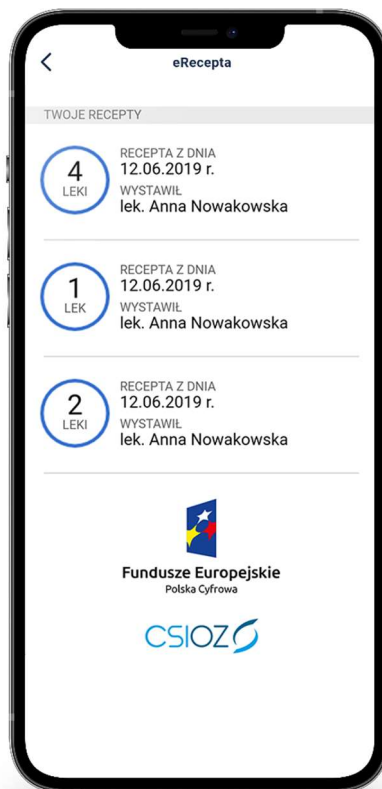 eRecepta
TWOJE RECEPTY
4
LEKI
RECEPTA Z DNIA
12.06.2019 r.
WYSTAWIŁ
lek. Anna Nowakowska
1
LEK
RECEPTA Z DNIA
12.06.2019 r.
WYSTAWIŁ
lek. Anna Nowakowska
2
LEKI
RECEPTA Z DNIA
12.06.2019 r.
WYSTAWIŁ
lek. Anna Nowakowska
Fundusze Europejskie
Polska Cyfrowa
CSIOZ